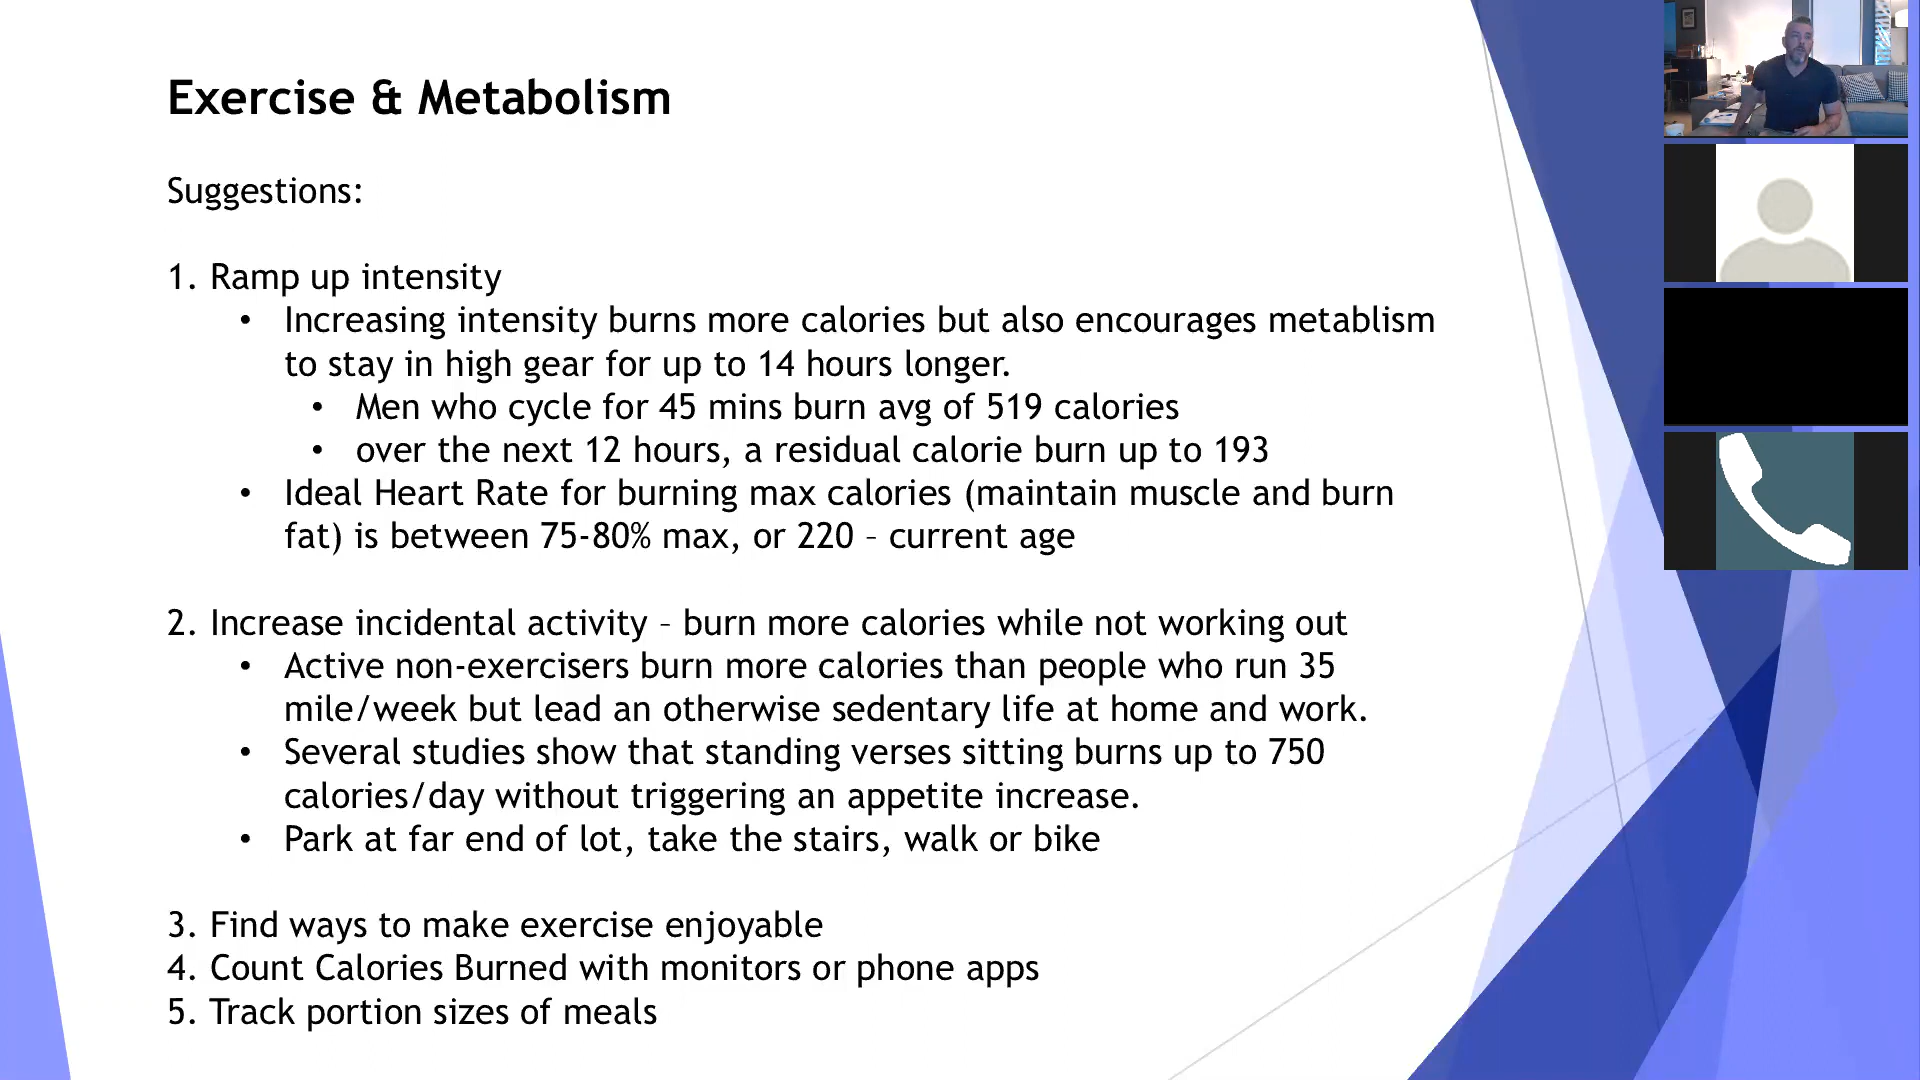 Exercise & Metabolism
Suggestions:
1. Ramp up intensity
• Increasing intensity burns more calories but also encourages metablism
to stay in high gear for up to 14 hours longer.
• Men who cycle for 45 mins burn avg of 519 calories
• over the next 12 hours, a residual calorie burn up to 193
• Ideal Heart Rate for burning max calories (maintain muscle and burn
fat) is between 75-80% max, or 220 – current age
2. Increase incidental activity – burn more calories while not working out
• Active non-exercisers burn more calories than people who run 35
mile/week but lead an otherwise sedentary life at home and work.
• Several studies show that standing verses sitting burns up to 750
calories/day without triggering an appetite increase.
• Park at far end of lot, take the stairs, walk or bike
3. Find ways to make exercise enjoyable
4. Count Calories Burned with monitors or phone apps
5. Track portion sizes of meals